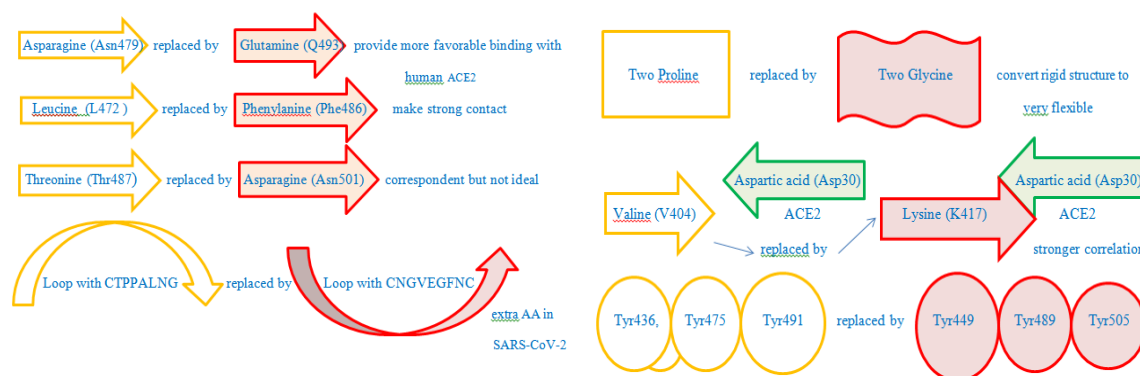 Asparagine (Asn479) replaced by Glutamine (Q493) provide more favorable binding with
human ACE2
Leucine (L472 ) replaced by Phenylanine (Phe486) make strong contact
Threonine (Thr487) replaced by Asparagine (Asn501) correspondent but not ideal
Loop with CTPPALNG replaced by Loop with CNGVEGFNC
extra AA in
SARS-CoV-2
Two Proline replaced by Two Glycine convert rigid structure to
very flexible
Aspartic acid (Asp30) Aspartic acid (Asp30)
Valine (V404) ACE2 Lysine (K417) ACE2
replaced by stronger correlation
Tyr436, Tyr475 Tyr491 replaced by Tyr449 Tyr489 Tyr505